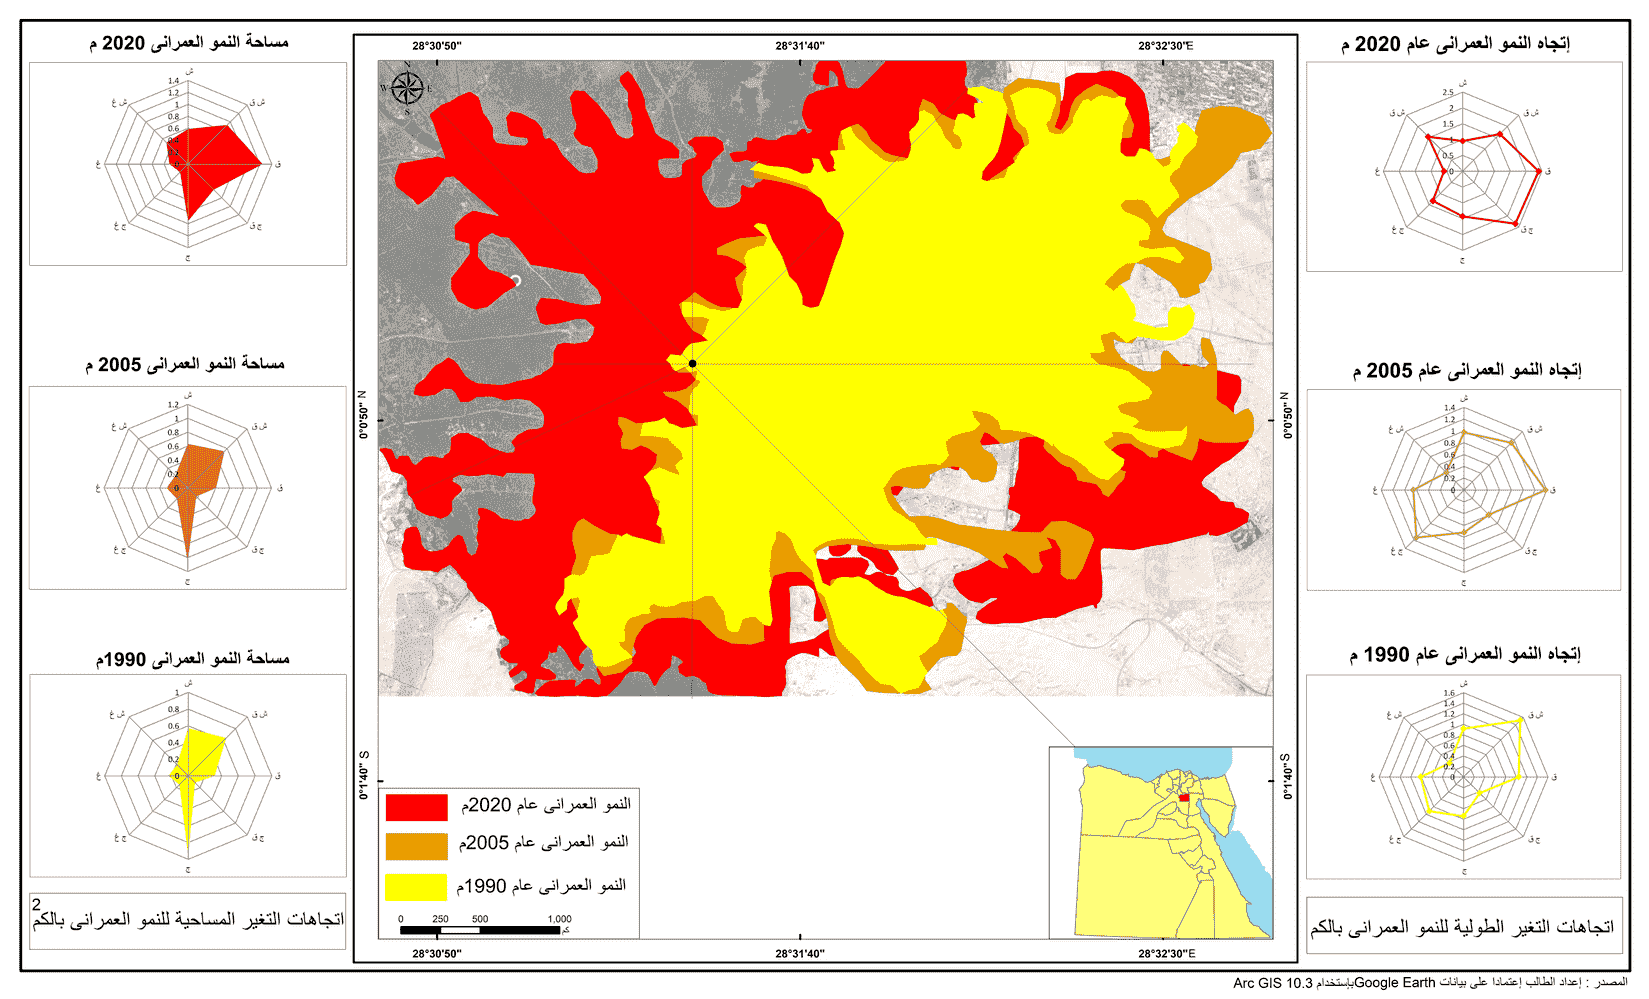 مساحة النمو العمرانى 2020 م
ش
ش ق
ق
ج ق
ج
ج غ
غ
ش غ
1.4
1.2
1
0.8
0.6
0.4
0.2
0
مساحة النمو العمرانى 2005 م
ش
ش ق
ق
ج ق
ج
ج غ
غ
ش غ
1.2
1
0.8
0.6
0.4
0.2
0
مساحة النمو العمرانى 1990م
ش
ش ق
ق
ج ق
ج
ج غ
غ
ش غ
1
0.8
0.6
0.4
0.2
0
اتجاهات التغير المساحية للنمو العمرانى بالكم2
28°30'50"
28°31'40"
28°32'30"E
N
W
E
S
0°0'50" N
0°0'50" N
0°1'40" S
0°1'40" S
النمو العمرانى عام 2020م
النمو العمرانى عام 2005م
النمو العمرانى عام 1990م
0 250 500 1,000
كم
28°30'50"
28°31'40"
28°32'30"E
إتجاه النمو العمرانى عام 2020 م
ش
ش ق
ق
ج ق
ج
ج غ
غ
ش ق
2.5
2
1.5
1
0.5
0
إتجاه النمو العمرانى عام 2005 م
ش
ش ق
ق
ج ق
ج
ج غ
غ
ش غ
1.4
1.2
1
0.8
0.6
0.4
0.2
0
إتجاه النمو العمرانى عام 1990 م
ش
ش ق
ق
ج ق
ج
ج غ
غ
ش غ
1.6
1.4
1.2
1
0.8
0.6
0.4
0.2
0
اتجاهات التغير الطولية للنمو العمرانى بالكم
المصدر : إعداد الطالب إعتمادا على بيانات Google Earth بإستخدام Arc GIS 10.3